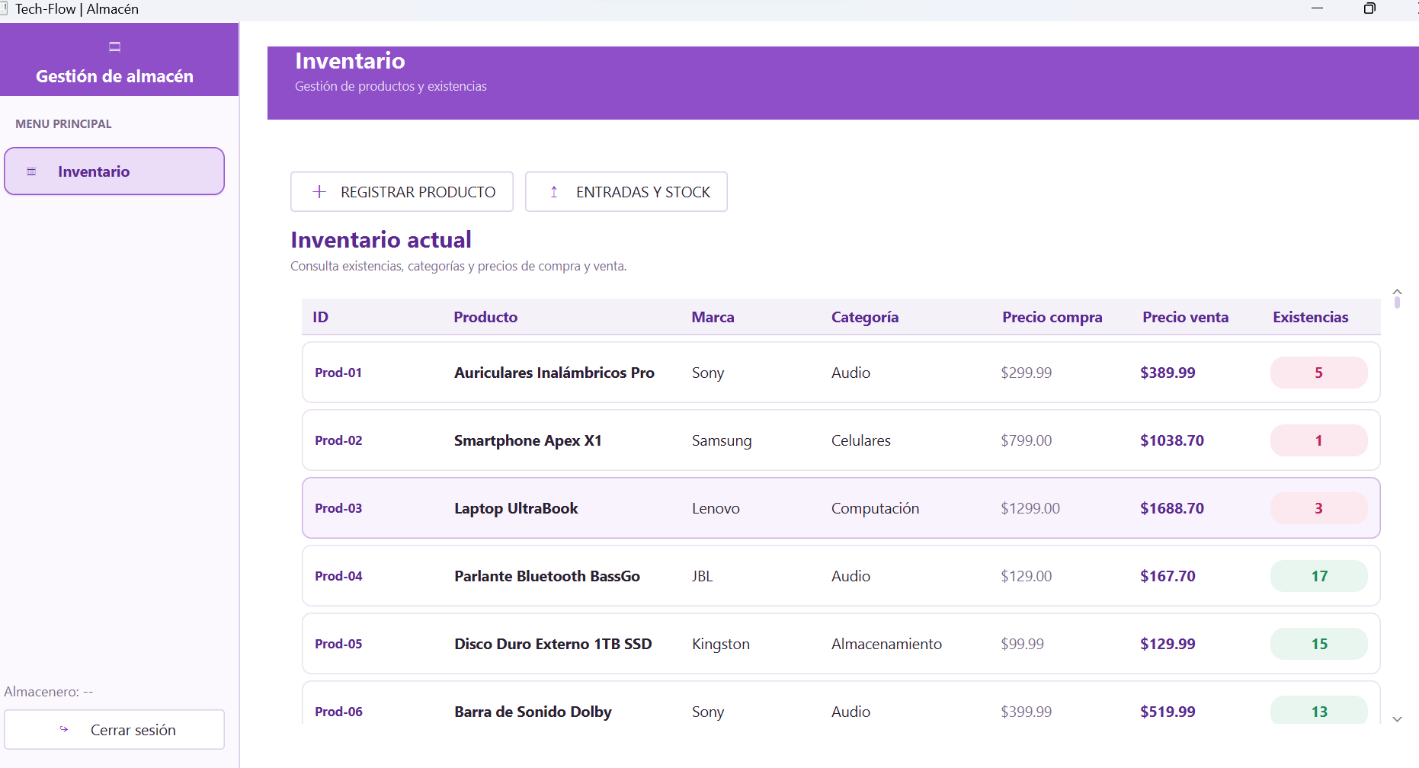 Tech-Flow | Almacén
Gestión de almacén
MENU PRINCIPAL
Inventario
Almacenero: --
Cerrar sesión
Inventario
Gestión de productos y existencias
REGISTRAR PRODUCTO
ENTRADAS Y STOCK
Inventario actual
Consulta existencias, categorías y precios de compra y venta.
ID Producto Marca Categoría Precio compra Precio venta Existencias
Prod-01 Auriculares Inalámbricos Pro Sony Audio $299.99 $389.99 5
Prod-02 Smartphone Apex X1 Samsung Celulares $799.00 $1038.70 1
Prod-03 Laptop UltraBook Lenovo Computación $1299.00 $1688.70 3
Prod-04 Parlante Bluetooth BassGo JBL Audio $129.00 $167.70 17
Prod-05 Disco Duro Externo 1TB SSD Kingston Almacenamiento $99.99 $129.99 15
Prod-06 Barra de Sonido Dolby Sony Audio $399.99 $519.99 13